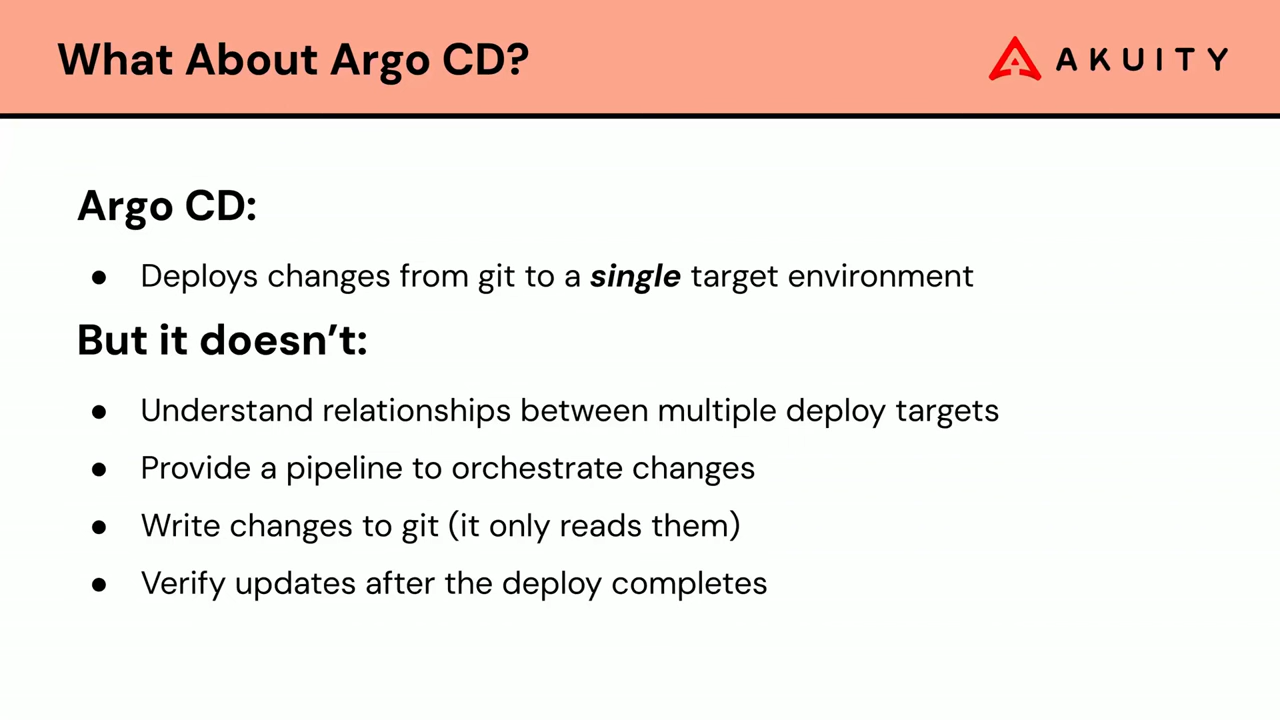 What About Argo CD?
AKUITY
Argo CD:
● Deploys changes from git to a single target environment
But it doesn’t:
● Understand relationships between multiple deploy targets
● Provide a pipeline to orchestrate changes
● Write changes to git (it only reads them)
● Verify updates after the deploy completes